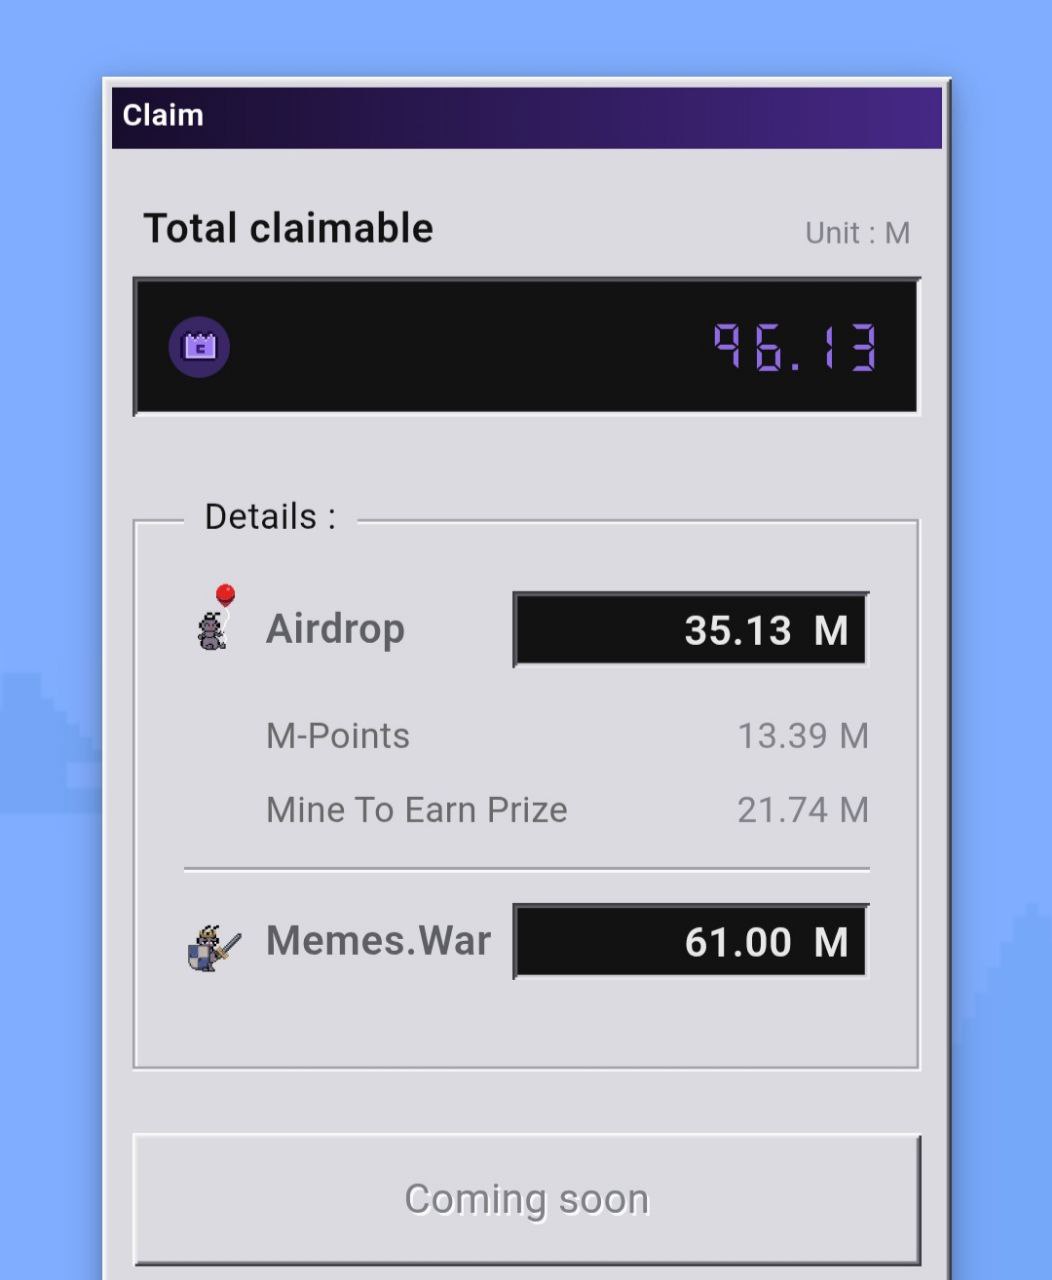 Claim
Total claimable
Unit : M
96.13
Details :
Airdrop 35.13 M
M-Points 13.39 M
Mine To Earn Prize 21.74 M
Memes.War 61.00 M
Coming soon